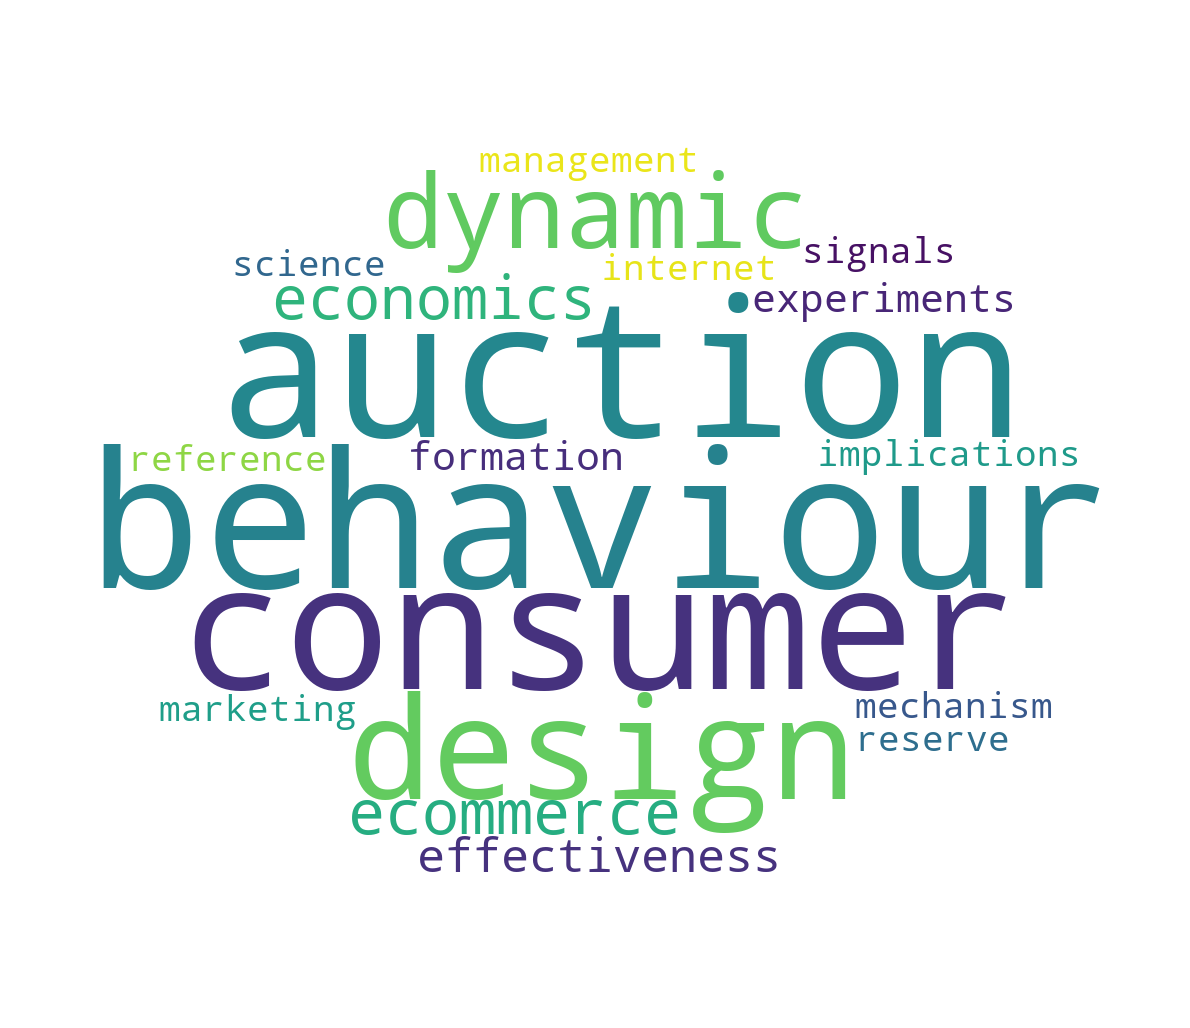 management
dynamic
signals
science
internet
economics
experiments
auction
reference
formation
implications
behaviour
consumer
marketing
design
mechanism
reserve
ecommerce
effectiveness